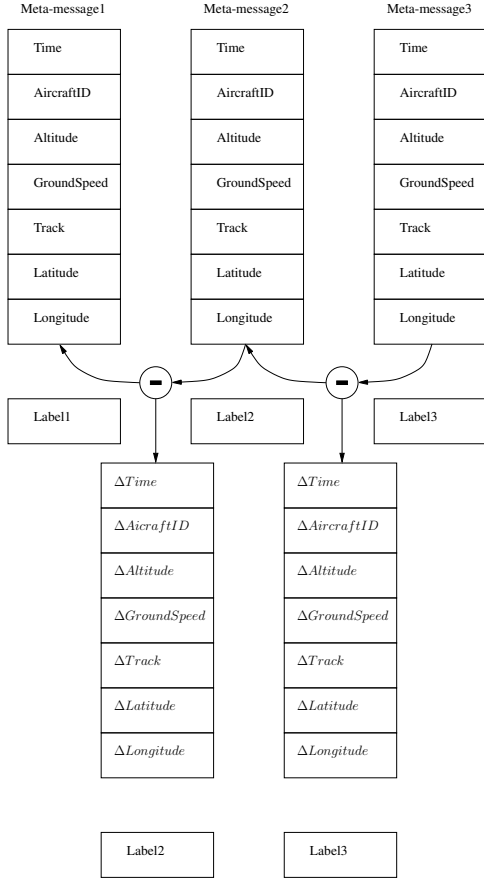 Meta-message1 Meta-message2 Meta-message3
Time Time Time
AircraftID AircraftID AircraftID
Altitude Altitude Altitude
GroundSpeed GroundSpeed GroundSpeed
Track Track Track
Latitude Latitude Latitude
Longitude Longitude Longitude
- -
Label1 Label2 Label3
ΔTime ΔTime
ΔAicraftID ΔAircraftID
ΔAltitude ΔAltitude
ΔGroundSpeed ΔGroundSpeed
ΔTrack ΔTrack
ΔLatitude ΔLatitude
ΔLongitude ΔLongitude
Label2 Label3